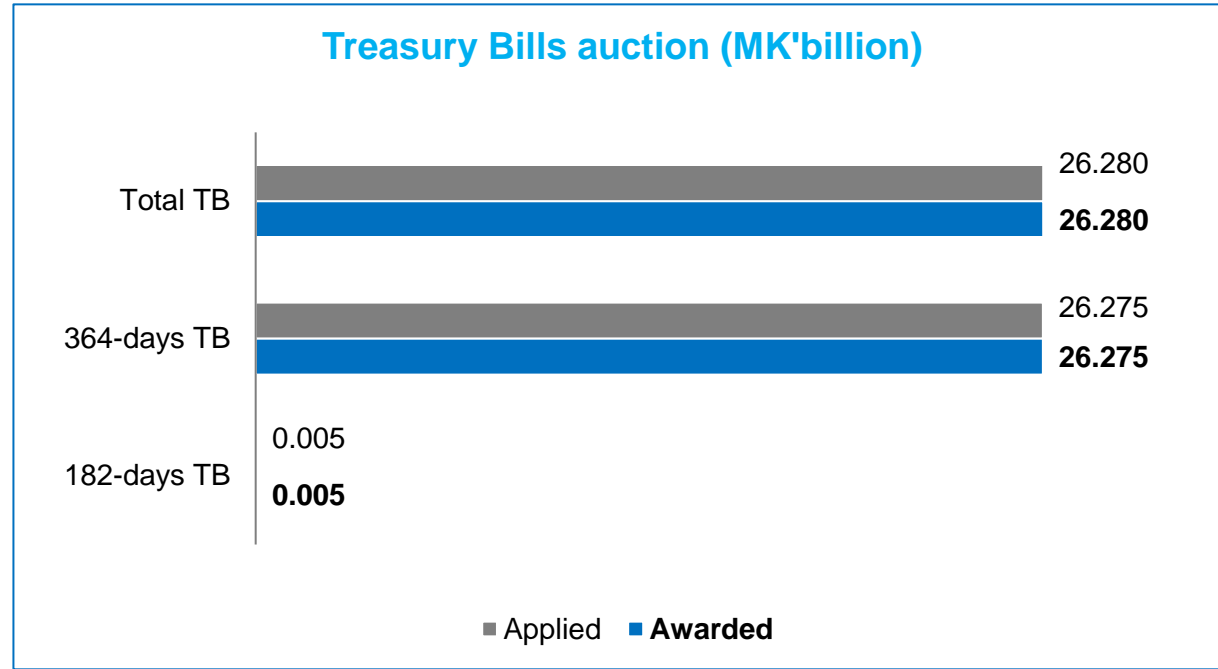 Treasury Bills auction (MK'billion)
Total TB
26.280
26.280
364-days TB
26.275
26.275
182-days TB
0.005
0.005
Applied Awarded